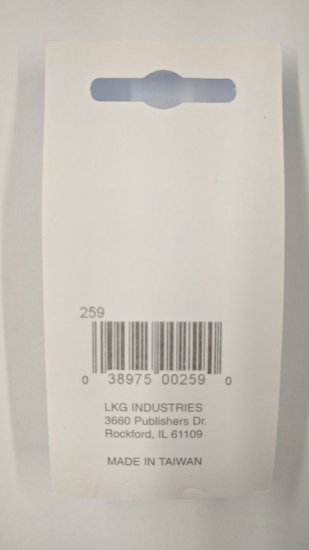 259
0 38975 00259 0
LKG INDUSTRIES
3660 Publishers Dr.
Rockford, IL 61109
MADE IN TAIWAN